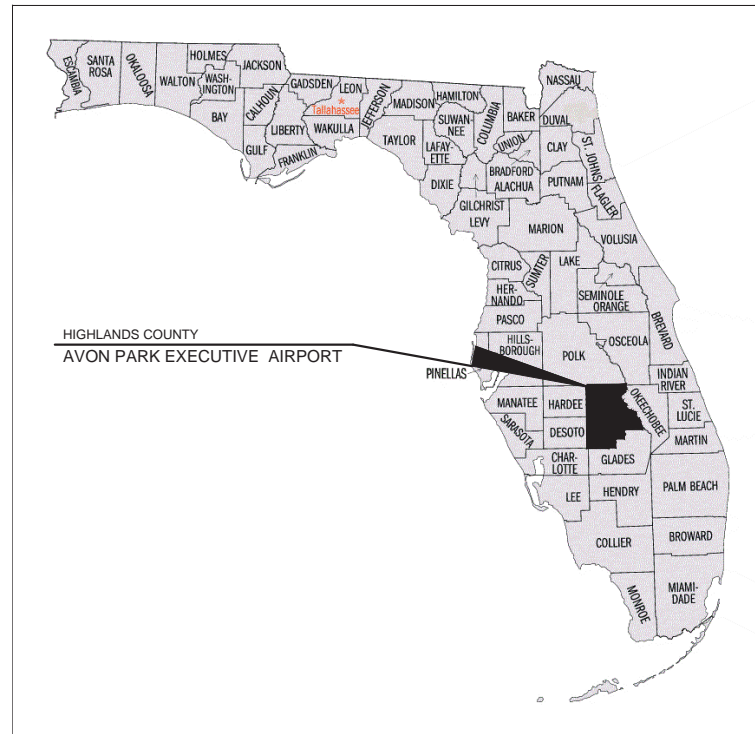 HOLMES
JACKSON
ESCAMBIA
SANTA
ROSA
OKALOOSA
WALTON
WASH-
INGTON
BAY
CALHOUN
GULF
GADSDEN
LEON
Tallahassee
LIBERTY
WAKULLA
FRANKLIN
JEFFERSON
MADISON
TAYLOR
HAMILTON
SUWAN-
NEE
LAFAY-
ETTE
DIXIE
COLUMBIA
BAKER
NASSAU
DUVAL
UNION
CLAY
ST. JOHNS
BRADFORD
ALACHUA
PUTNAM
FLAGLER
GILCHRIST
LEVY
MARION
VOLUSIA
CITRUS
SUMTER
LAKE
HER-
NANDO
SEMINOLE
ORANGE
BREVARD
PASCO
HILLS-
BOROUGH
POLK
OSCEOLA
HIGHLANDS COUNTY
AVON PARK EXECUTIVE AIRPORT
PINELLAS
INDIAN
RIVER
MANATEE
HARDEE
OKEECHOBEE
ST.
LUCIE
SARASOTA
DESOTO
MARTIN
CHAR-
LOTTE
GLADES
LEE
HENDRY
PALM BEACH
COLLIER
BROWARD
MONROE
MIAMI-
DADE